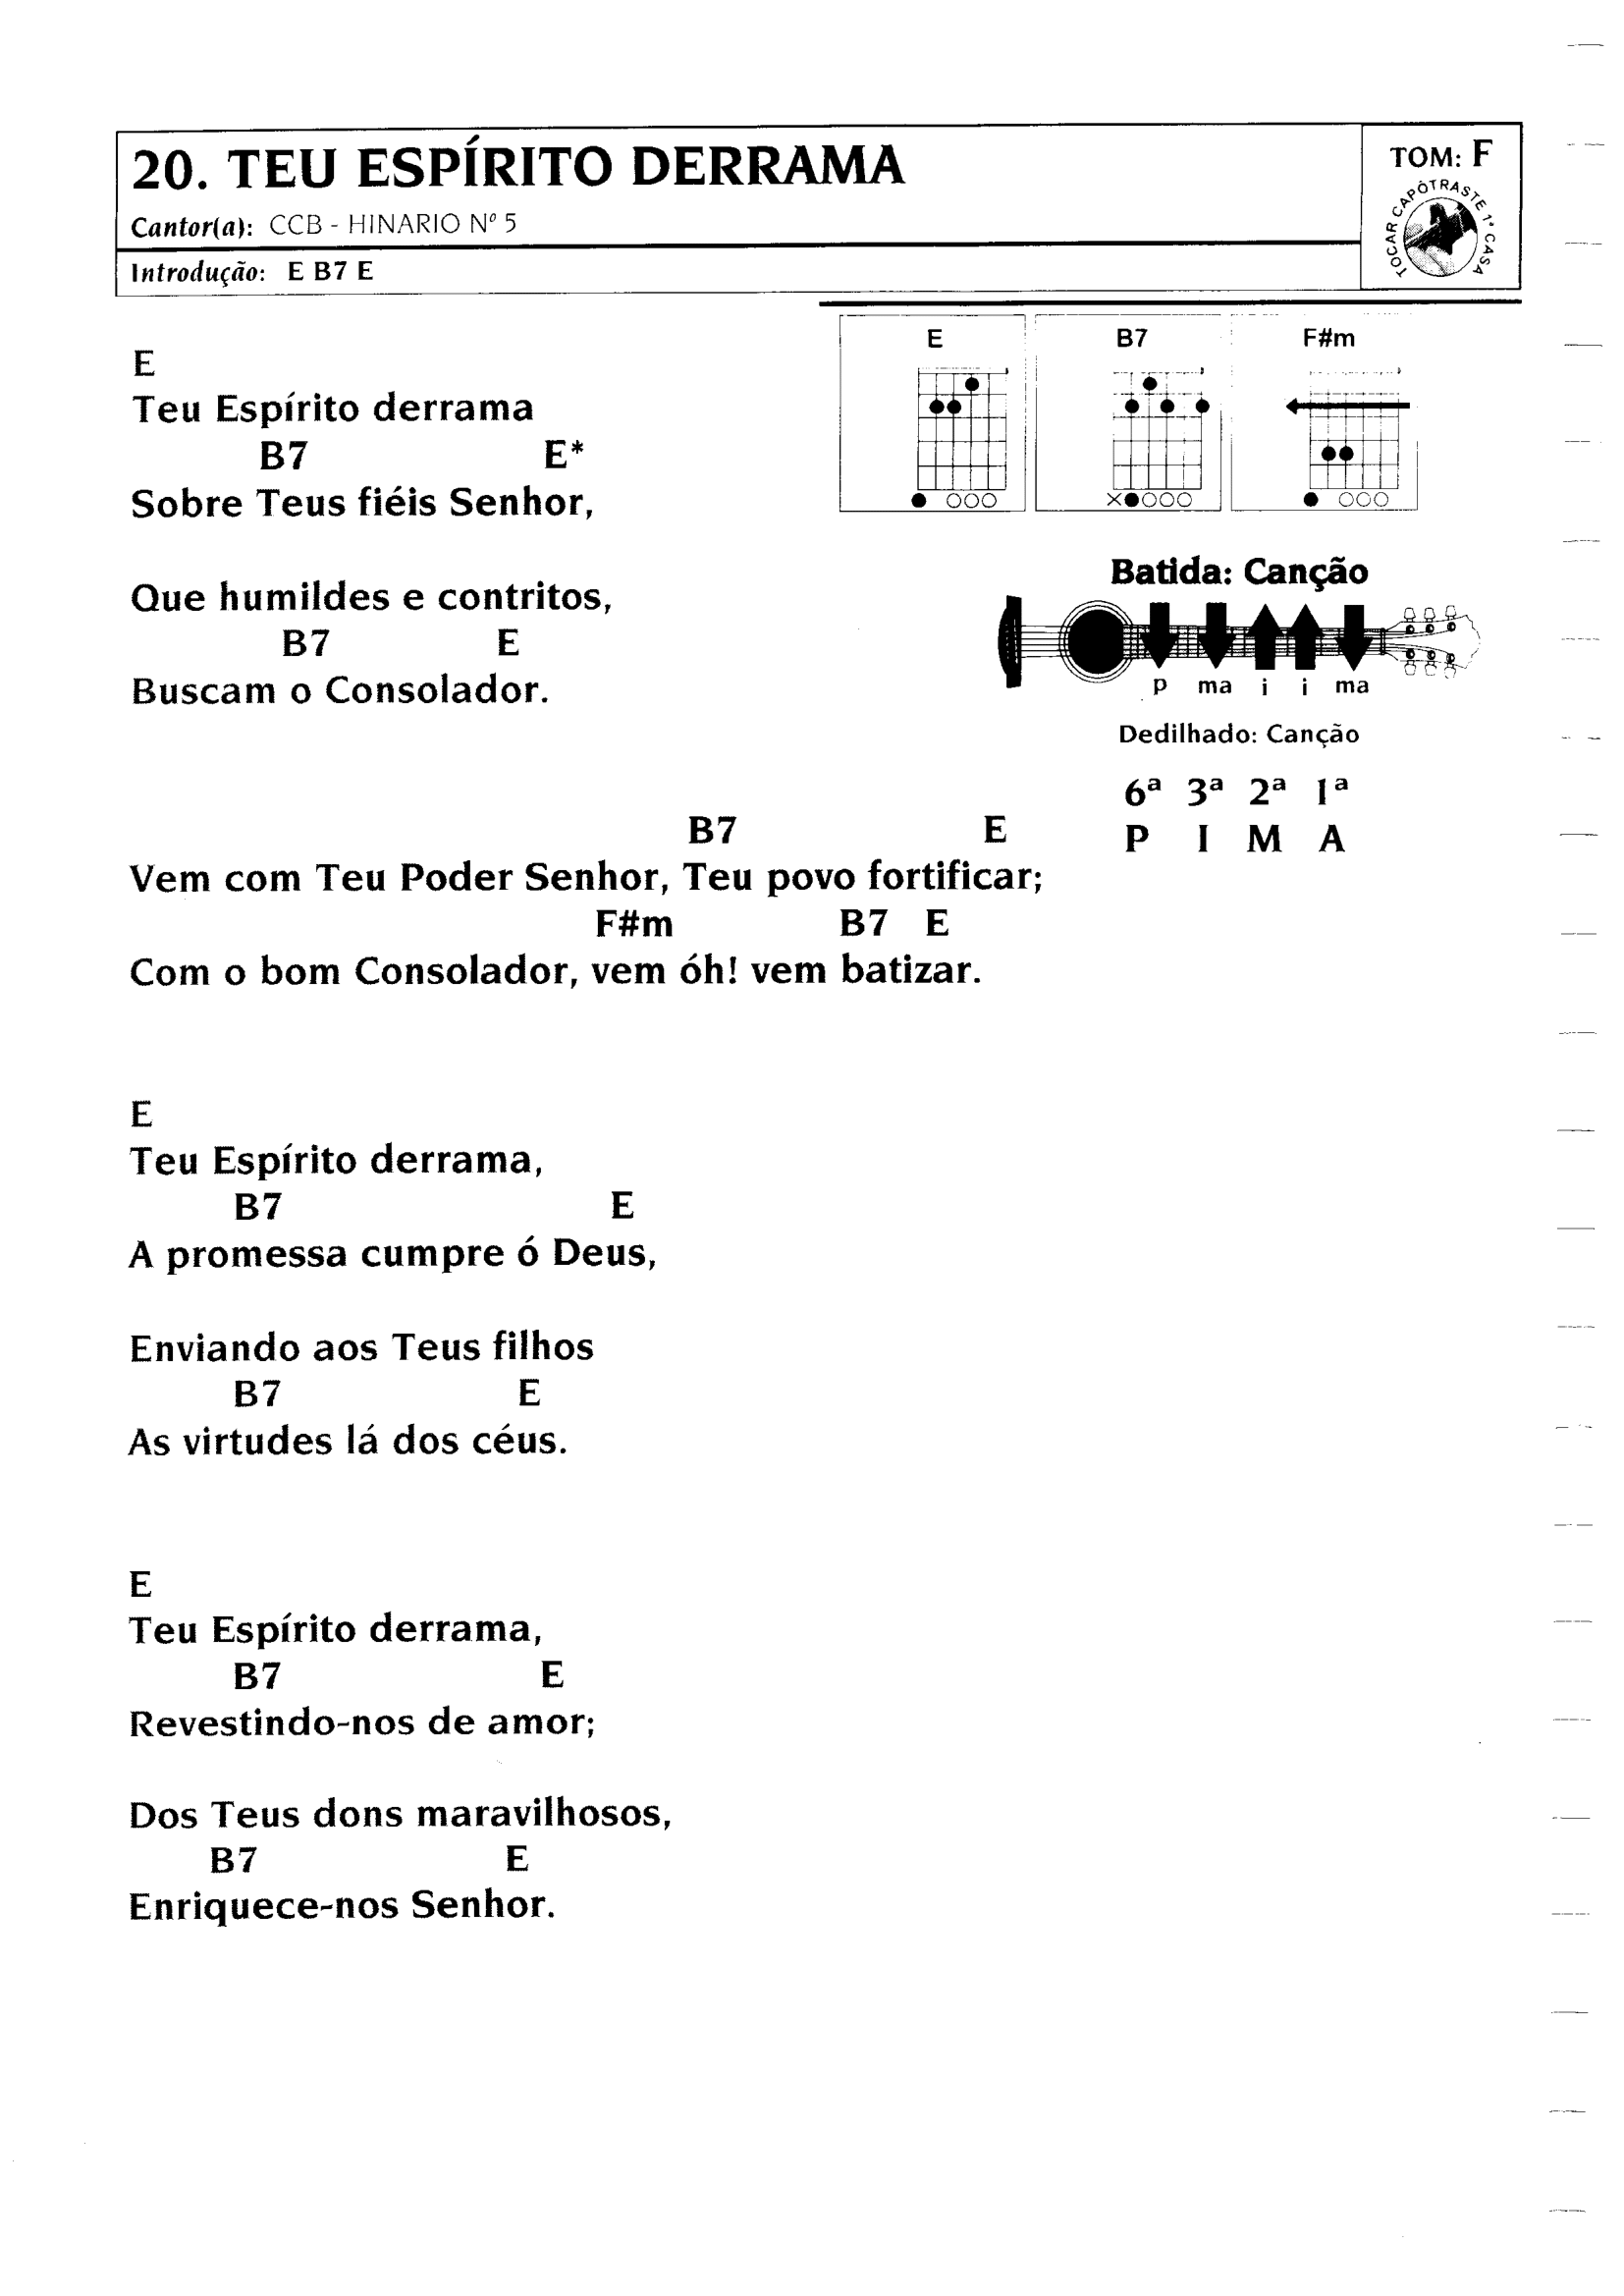 20. TEU ESPÍRITO DERRAMA
TOM: F
Cantor(a): CCB - HINARIO Nº 5
TOCAR CAPÒTRASTE 1ª CASA
Introdução: E B7 E
E B7 F#m
E
Teu Espírito derrama
B7 E*
Sobre Teus fiéis Senhor,
Que humildes e contritos,
B7 E
Buscam o Consolador.
Batida: Canção
p ma i i ma
Dedilhado: Canção
6ª 3ª 2ª 1ª
P I M A
B7 E
Vem com Teu Poder Senhor, Teu povo fortificar;
F#m B7 E
Com o bom Consolador, vem óh! vem batizar.
E
Teu Espírito derrama,
B7 E
A promessa cumpre ó Deus,
Enviando aos Teus filhos
B7 E
As virtudes lá dos céus.
E
Teu Espírito derrama,
B7 E
Revestindo-nos de amor;
Dos Teus dons maravilhosos,
B7 E
Enriquece-nos Senhor.